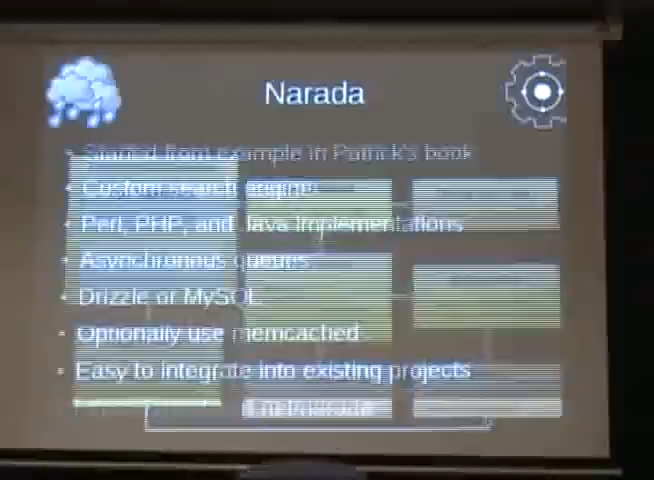 Narada
• Started from example in Patrick's book
• Custom search engine
• Perl, PHP, and Java implementations
• Asynchronous queues
• Drizzle or MySQL
• Optionally use memcached
• Easy to integrate into existing projects